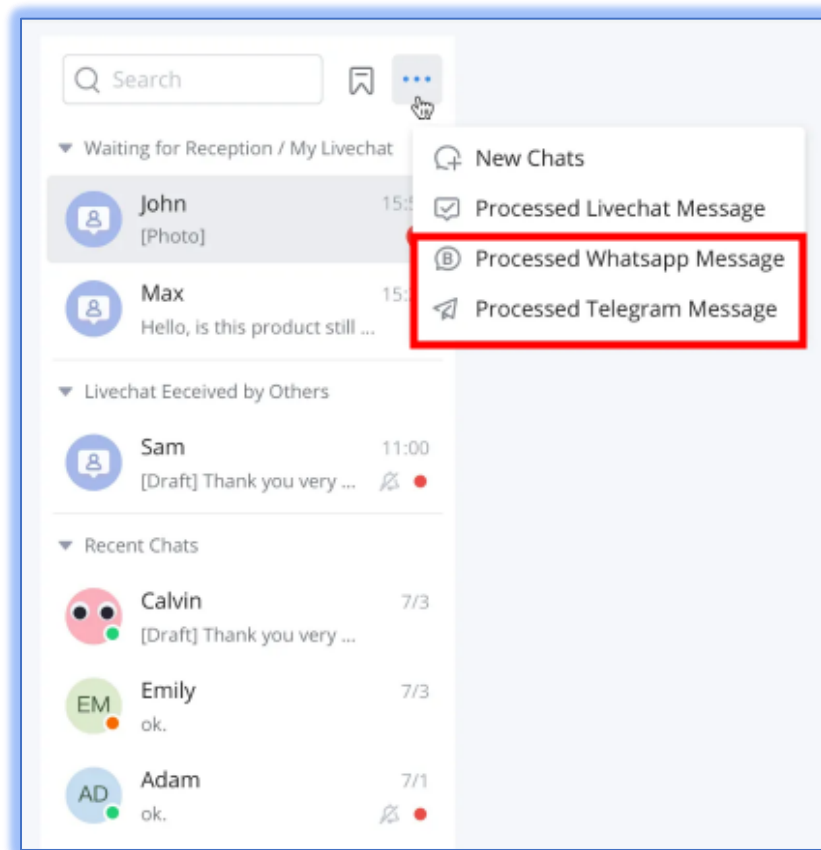 Search
Waiting for Reception / My Livechat
New Chats
John
Processed Livechat Message
[Photo]
Processed Whatsapp Message
Max
Processed Telegram Message
Hello, is this product still ...
Livechat Eeceived by Others
Sam 11:00
[Draft] Thank you very ...
Recent Chats
Calvin 7/3
[Draft] Thank you very ...
EM
Emily 7/3
ok.
AD
Adam 7/1
ok.